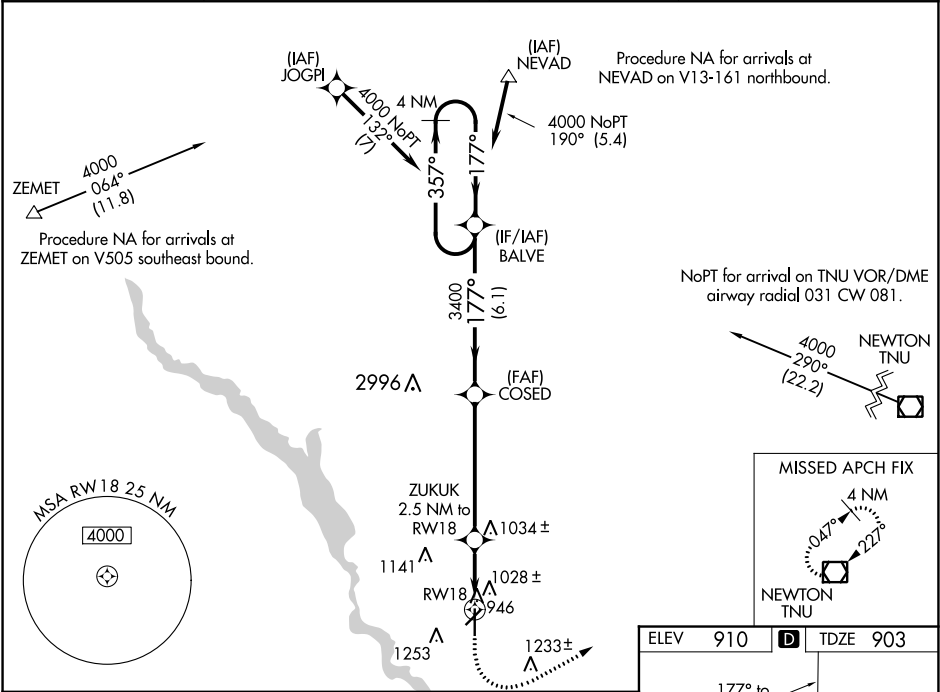 (IAF)
JOGPI
4000 NoPT
132°
(7)
4 NM
357°
177°
(IAF)
NEVAD
Procedure NA for arrivals at
NEVAD on V13-161 northbound.
4000 NoPT
190° (5.4)
ZEMET
4000
064°
(11.8)
Procedure NA for arrivals at
ZEMET on V505 southeast bound.
(IF/IAF)
BALVE
3400
177°
(6.1)
NoPT for arrival on TNU VOR/DME
airway radial 031 CW 081.
4000
290°
(22.2)
NEWTON
TNU
2996
(FAF)
COSED
MSA RW18 25 NM
4000
ZUKUK
2.5 NM to
RW18
1034 ±
1141
1028 ±
RW18
946
1253
1233±
MISSED APCH FIX
4 NM
047°
227°
NEWTON
TNU
ELEV 910 D TDZE 903
177° to